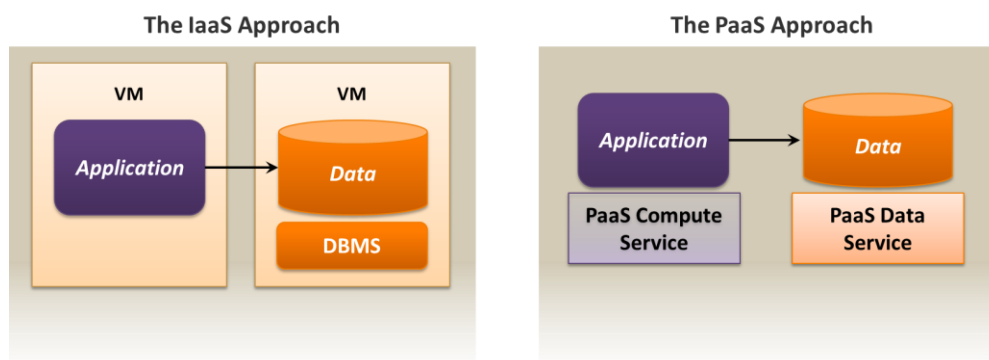 The IaaS Approach
VM
Application
VM
Data
DBMS
The PaaS Approach
Application
PaaS Compute
Service
Data
PaaS Data
Service